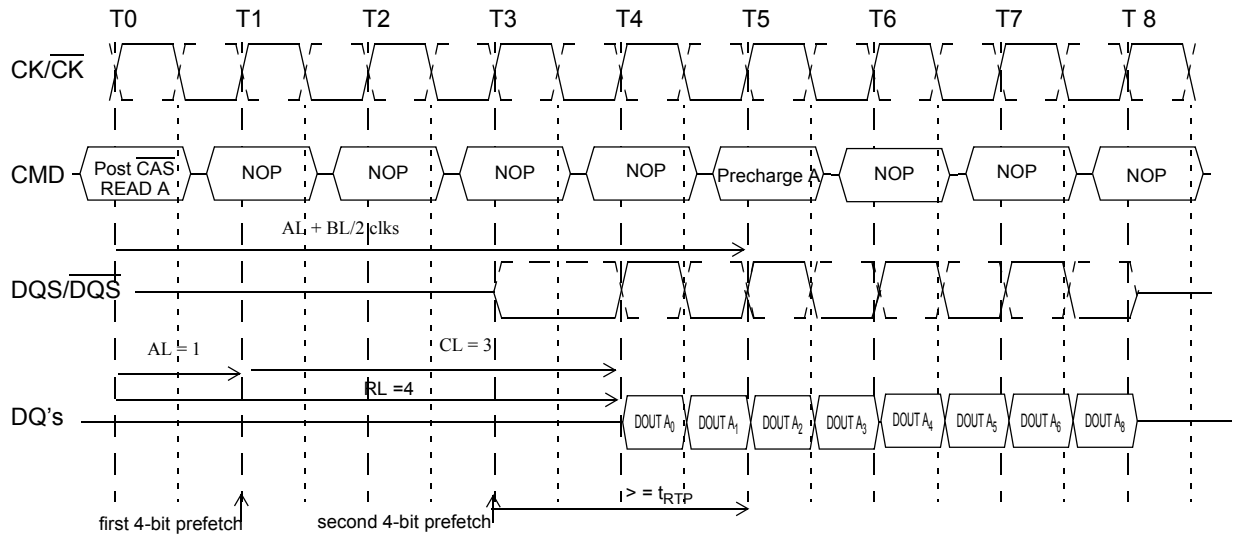 T0 T1 T2 T3 T4 T5 T6 T7 T 8
CK/CK
CMD
Post CAS
READ A
NOP NOP NOP NOP Precharge A NOP NOP NOP
AL + BL/2 clks
DQS/DQS
AL = 1
CL = 3
RL =4
DQ's
DOUT A0 DOUT A1 DOUT A2 DOUT A3 DOUT A4 DOUT A5 DOUT A6 DOUT A8
> = tRTP
first 4-bit prefetch
second 4-bit prefetch